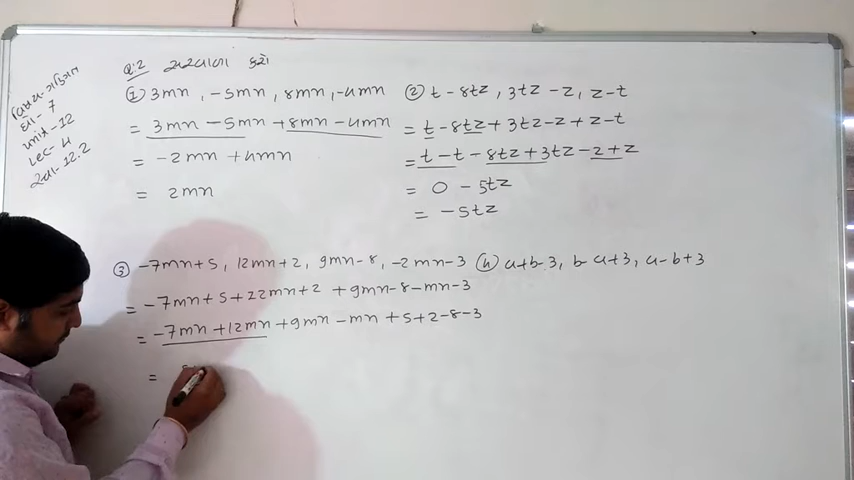 વિષય-ગણિત
ધો- 7
unit-12
Lec- 4
સ્વા-12.2
Q:2 સરવાળા કરો
① 3mn, -5mn, 8mn, -4mn
= 3mn - 5mn + 8mn - 4mn
= -2mn + 4mn
= 2mn
② t - 8tz, 3tz - z, z - t
= t - 8tz + 3tz - z + z - t
= t - t - 8tz + 3tz - z + z
= 0 - 5tz
= -5tz
③ -7mn+5, 12mn+2, 9mn-8, -2mn-3
= -7mn+5+22mn+2 +9mn-8-mn-3
= -7mn+12mn+9mn-mn+5+2-8-3
=
④ a+b-3, b-a+3, a-b+3